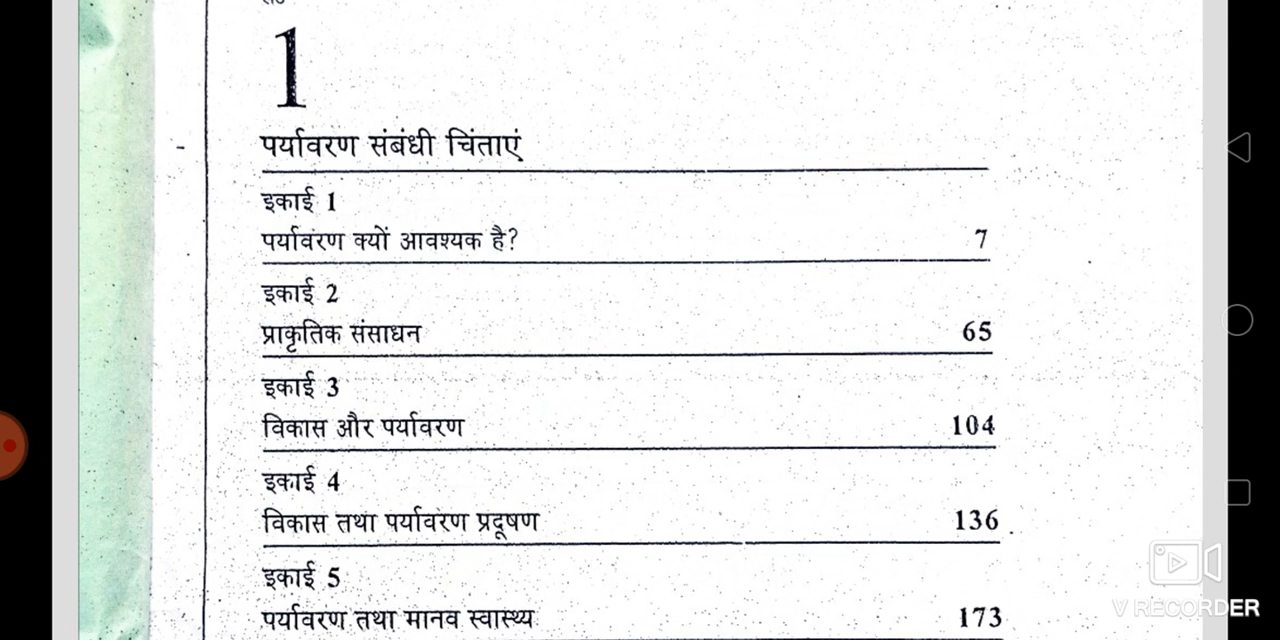 1
पर्यावरण संबंधी चिंताएं
इकाई 1
पर्यावरण क्यों आवश्यक है? 7
इकाई 2
प्राकृतिक संसाधन 65
इकाई 3
विकास और पर्यावरण 104
इकाई 4
विकास तथा पर्यावरण प्रदूषण 136
इकाई 5
पर्यावरण तथा मानव स्वास्थ्य 173
V RECORDER